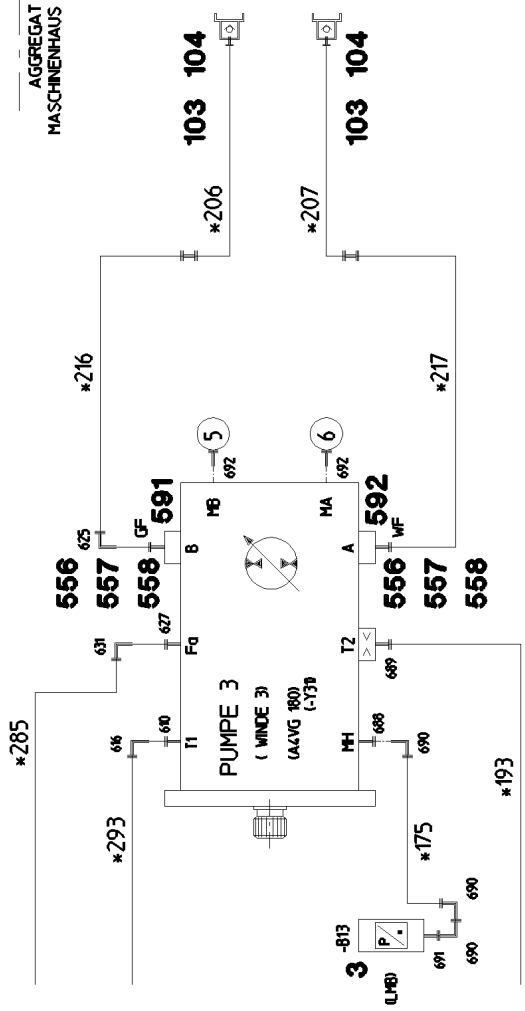 AGGREGAT
MASCHINENHAUS
103 104
103 104
*206
*207
*216
*217
5
6
692
692
MB
MA
625
GF
591
592
WF
556
557
558
B
A
556
557
558
631
627
Fa
T2
689
*285
616
610
T1
PUMPE 3
( WINDE 3)
(A4VG 180)
(-Y31)
MH
688
690
*293
*175
*193
-B13
3
(LMB)
P
691
690
690